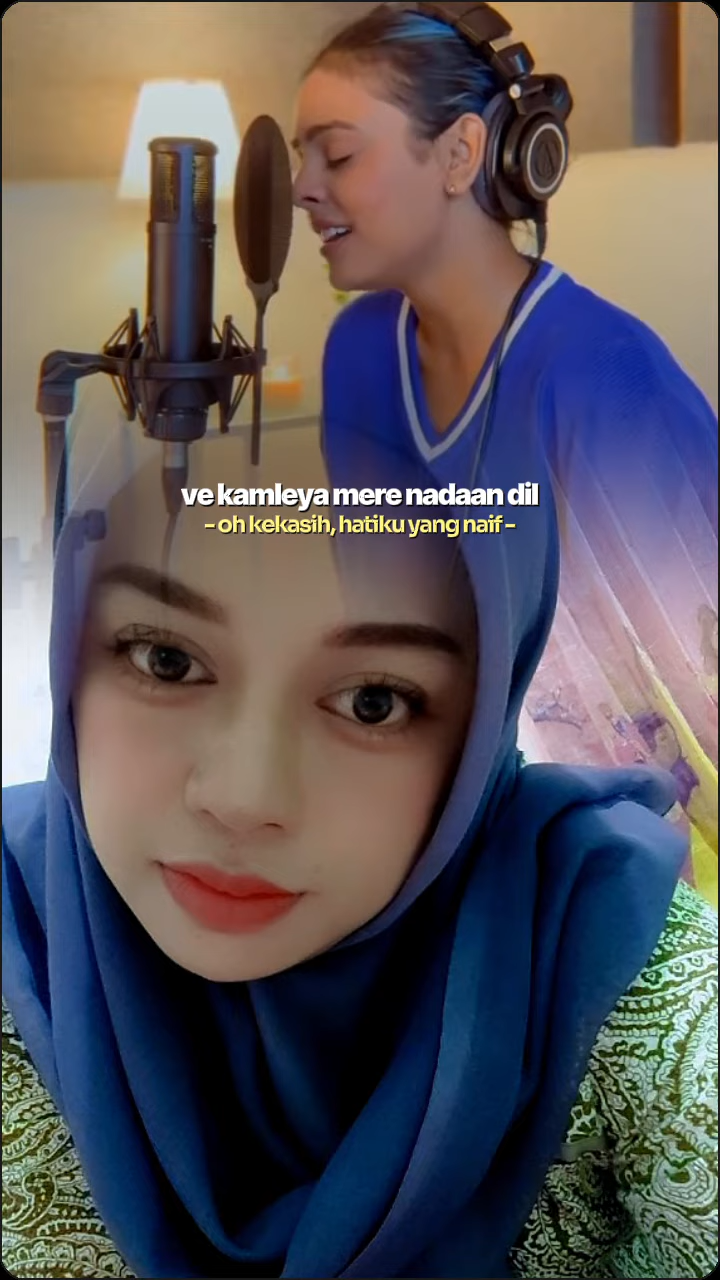 ve kamleya mere nadaan dil
- oh kekasih, hatiku yang naif -